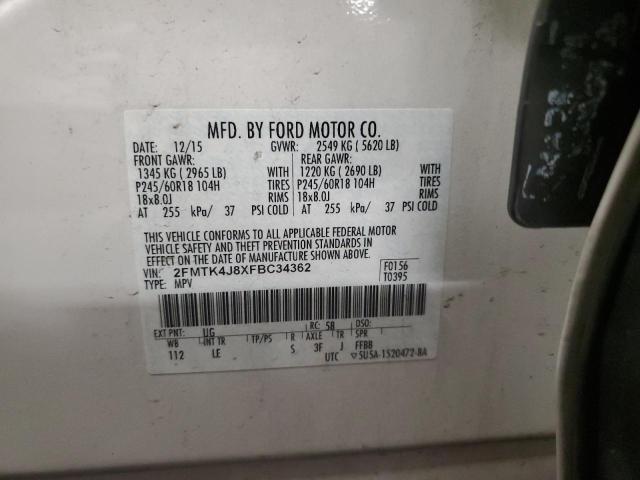 MFD. BY FORD MOTOR CO.
DATE: 12/15 GVWR: 2549 KG ( 5620 LB)
FRONT GAWR: REAR GAWR:
1345 KG ( 2965 LB) WITH 1220 KG ( 2690 LB) WITH
P245/60R18 104H TIRES P245/60R18 104H TIRES
18x8.0J RIMS 18x8.0J RIMS
AT 255 kPa/ 37 PSI COLD AT 255 kPa/ 37 PSI COLD
THIS VEHICLE CONFORMS TO ALL APPLICABLE FEDERAL MOTOR
VEHICLE SAFETY AND THEFT PREVENTION STANDARDS IN
EFFECT ON THE DATE OF MANUFACTURE SHOWN ABOVE.
VIN: 2FMTK4J8XFBC34362 F0156
TYPE: MPV T0395
EXT PNT: UG RC: 58 DSO:
WB INT TR TP/PS R AXLE TR SPR
112 LE S 3F J FFBB
UTC 5U5A-1520472-BA